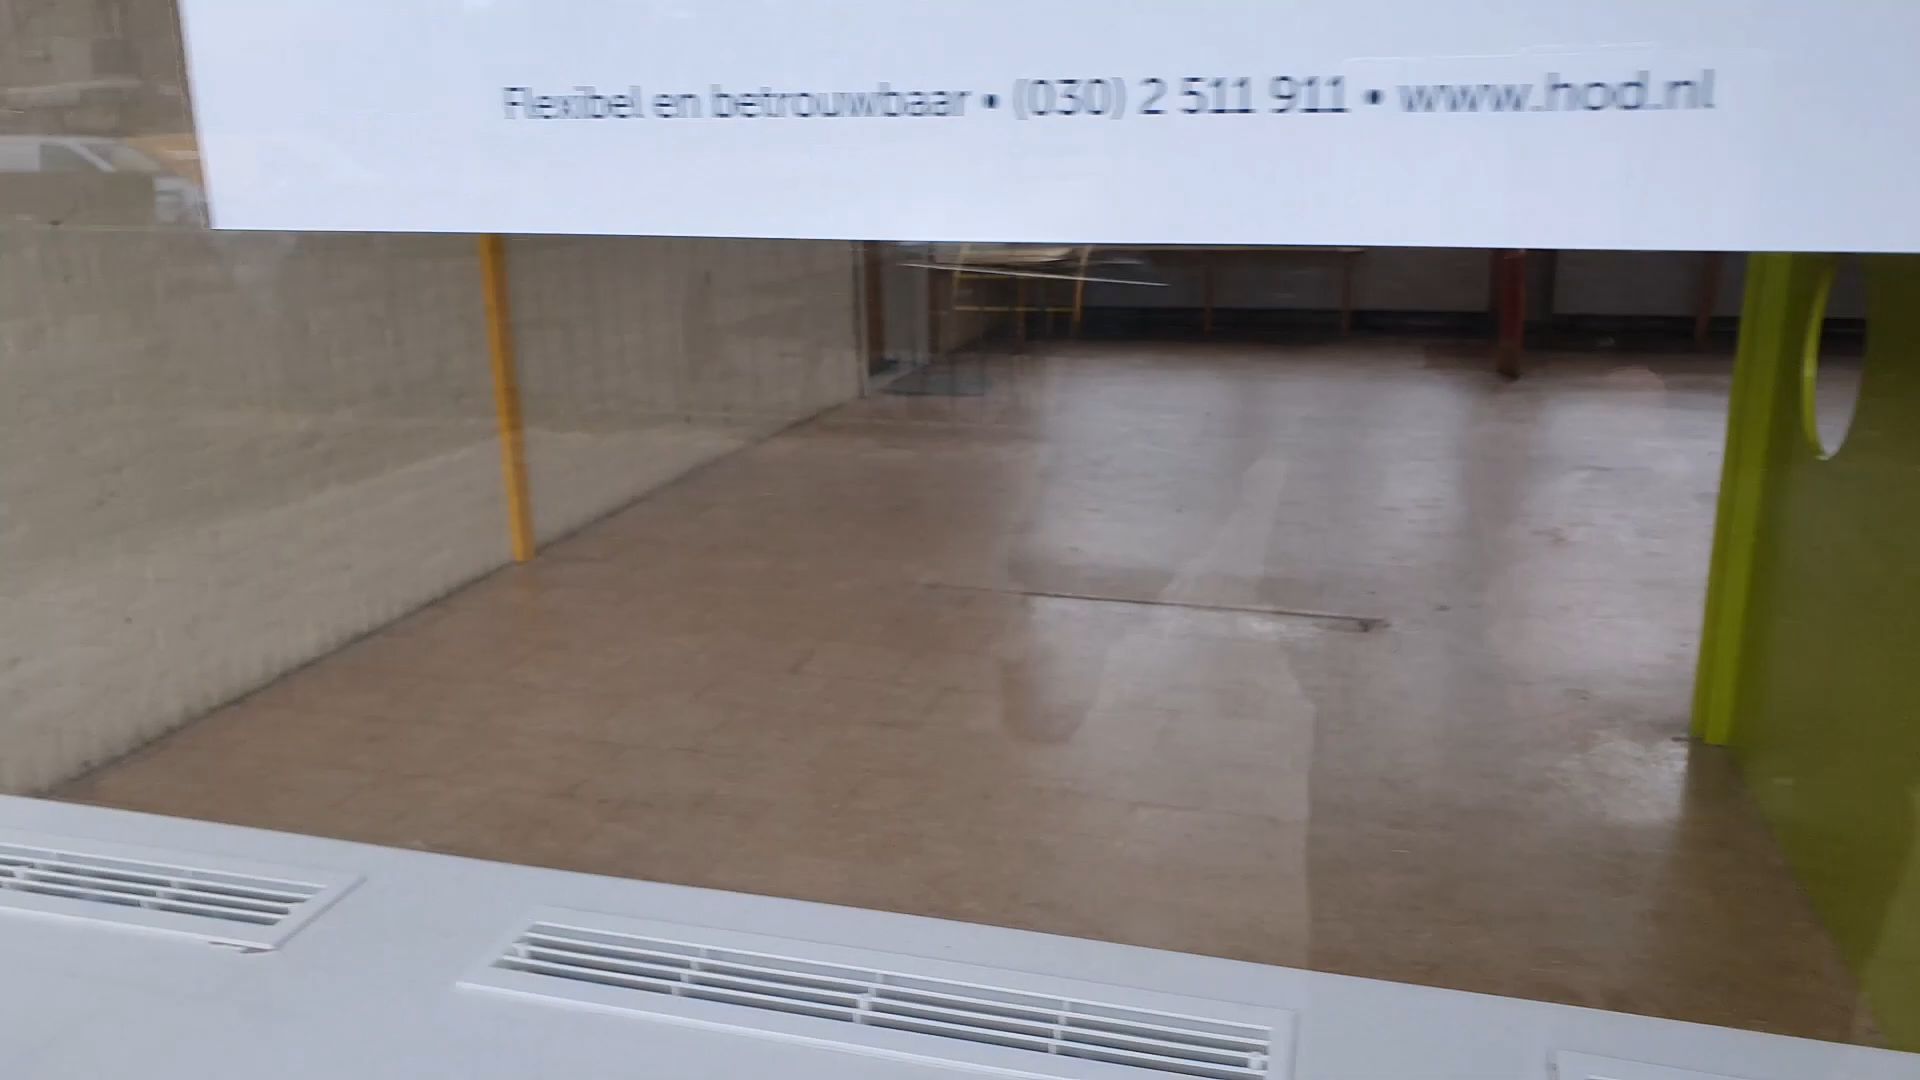 Flexibel en betrouwbaar • (030) 2 511 911 • www.hod.nl